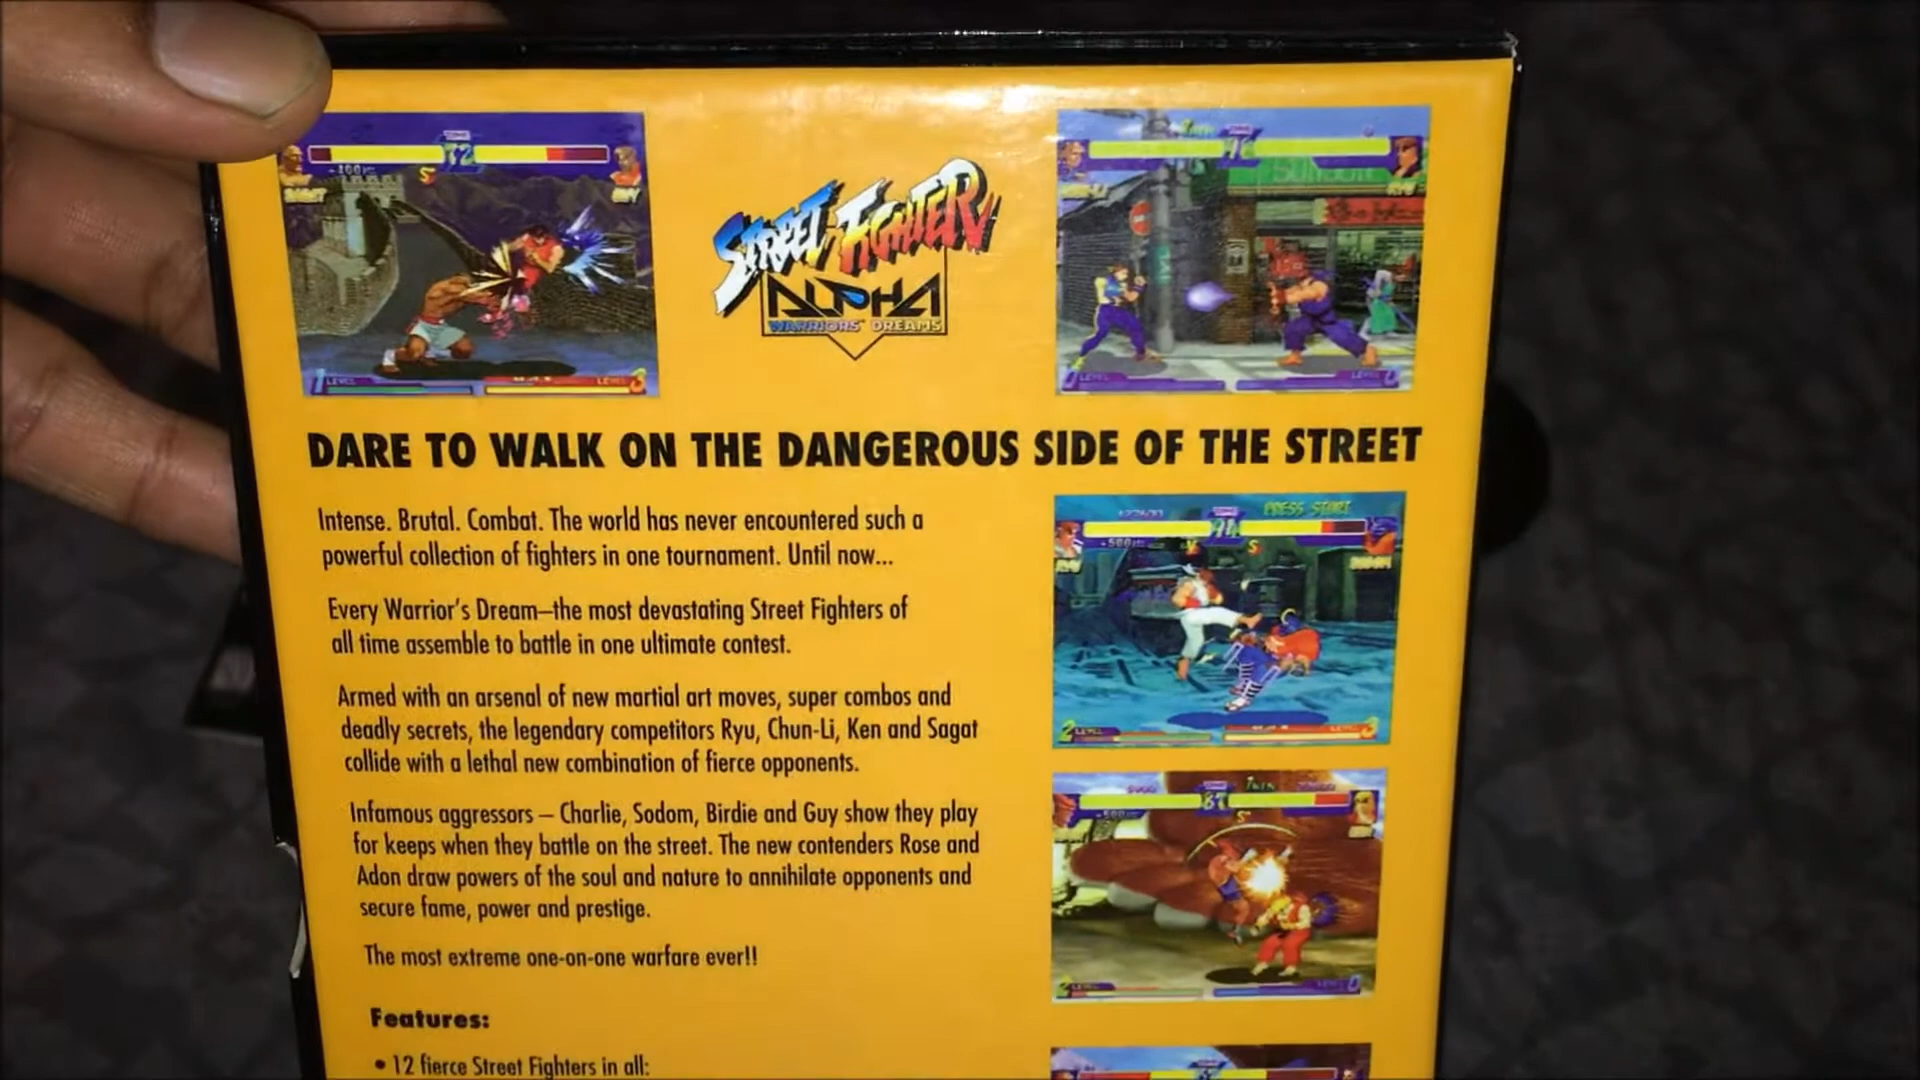 STREET FIGHTER
ALPHA
WARRIORS' DREAMS
DARE TO WALK ON THE DANGEROUS SIDE OF THE STREET
Intense. Brutal. Combat. The world has never encountered such a
powerful collection of fighters in one tournament. Until now...
Every Warrior's Dream—the most devastating Street Fighters of
all time assemble to battle in one ultimate contest.
Armed with an arsenal of new martial art moves, super combos and
deadly secrets, the legendary competitors Ryu, Chun-Li, Ken and Sagat
collide with a lethal new combination of fierce opponents.
Infamous aggressors — Charlie, Sodom, Birdie and Guy show they play
for keeps when they battle on the street. The new contenders Rose and
Adon draw powers of the soul and nature to annihilate opponents and
secure fame, power and prestige.
The most extreme one-on-one warfare ever!!
Features:
• 12 fierce Street Fighters in all:
PRESS START
LEVEL
LEVEL 3